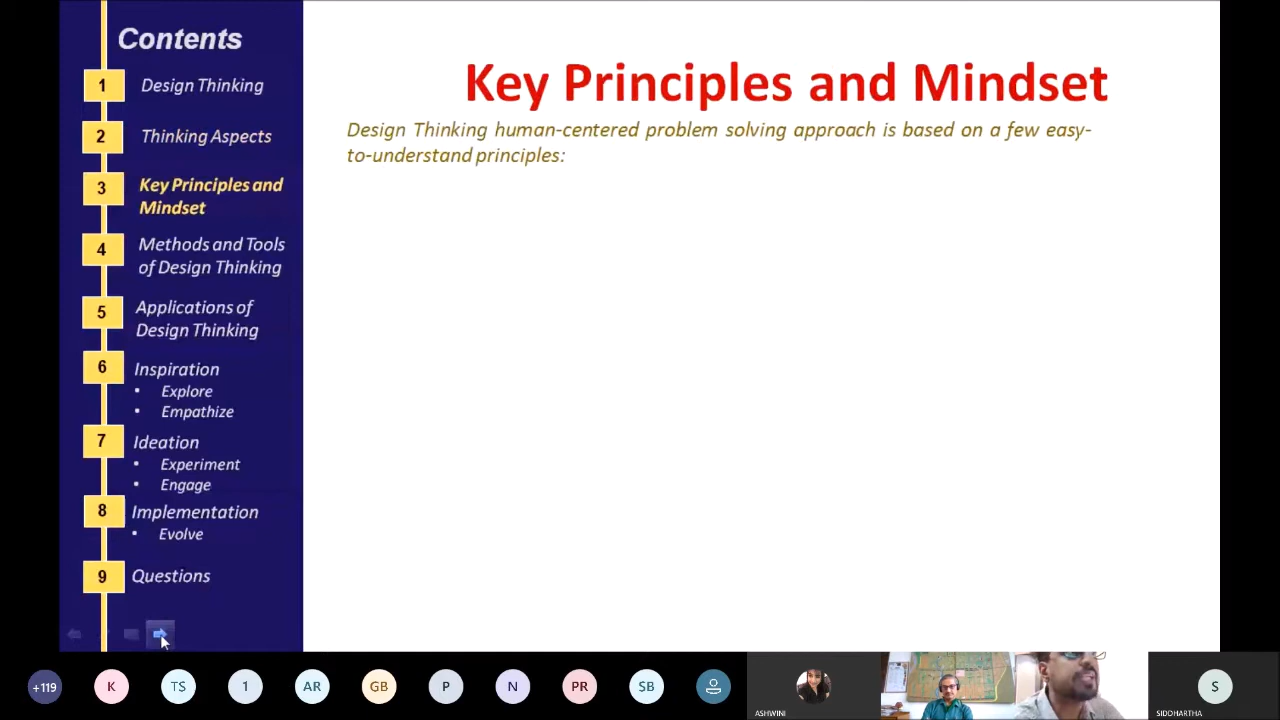 Contents
1
Design Thinking
2
Thinking Aspects
3
Key Principles and
Mindset
4
Methods and Tools
of Design Thinking
5
Applications of
Design Thinking
6
Inspiration
• Explore
• Empathize
7
Ideation
• Experiment
• Engage
8
Implementation
• Evolve
9
Questions
Key Principles and Mindset
Design Thinking human-centered problem solving approach is based on a few easy-
to-understand principles:
+119
K
TS
1
AR
GB
P
N
PR
SB
ASHWINI
S
SIDDHARTHA